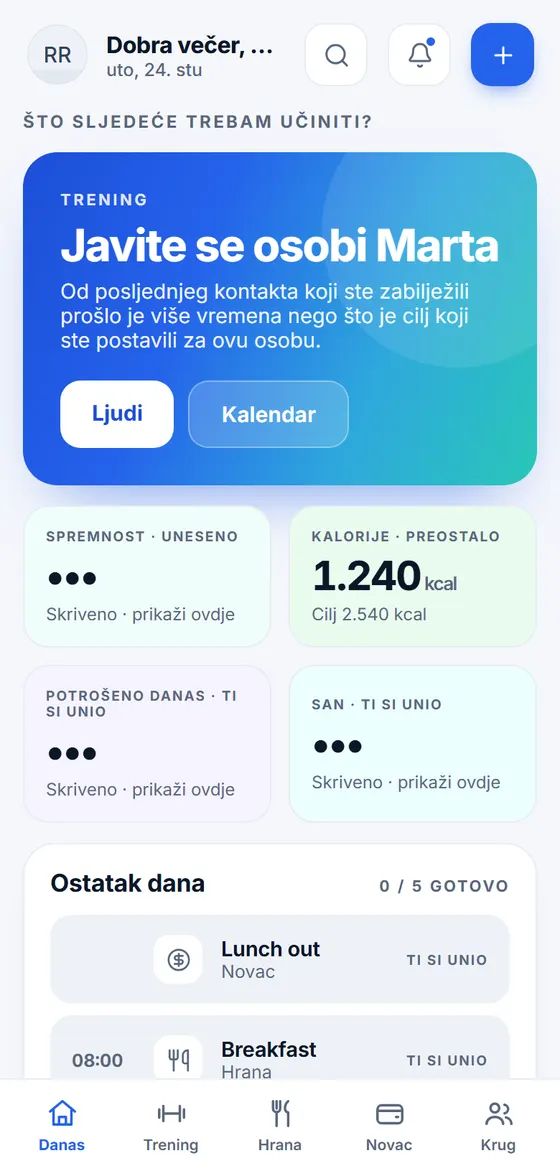 RR
Dobra večer, ...
uto, 24. stu
ŠTO SLJEDEĆE TREBAM UČINITI?
TRENING
Javite se osobi Marta
Od posljednjeg kontakta koji ste zabilježili
prošlo je više vremena nego što je cilj koji
ste postavili za ovu osobu.
Ljudi
Kalendar
SPREMNOST · UNESENO
•••
Skriveno · prikaži ovdje
KALORIJE · PREOSTALO
1.240 kcal
Cilj 2.540 kcal
POTROŠENO DANAS · TI
SI UNIO
•••
Skriveno · prikaži ovdje
SAN · TI SI UNIO
•••
Skriveno · prikaži ovdje
Ostatak dana
0 / 5 GOTOVO
Lunch out
Novac
TI SI UNIO
08:00
Breakfast
Hrana
TI SI UNIO
Danas
Trening
Hrana
Novac
Krug